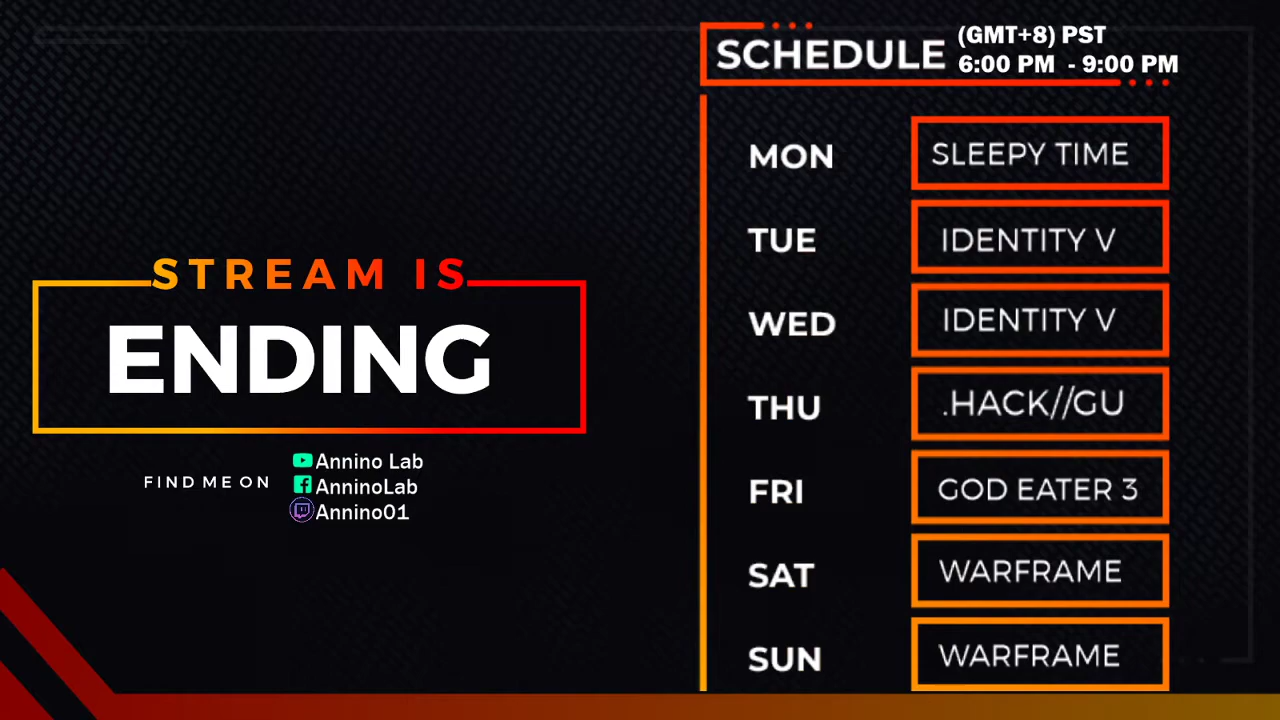 STREAM IS
ENDING
FIND ME ON
Annino Lab
AnninoLab
Annino01
SCHEDULE
(GMT+8) PST
6:00 PM - 9:00 PM
MON SLEEPY TIME
TUE IDENTITY V
WED IDENTITY V
THU .HACK//GU
FRI GOD EATER 3
SAT WARFRAME
SUN WARFRAME